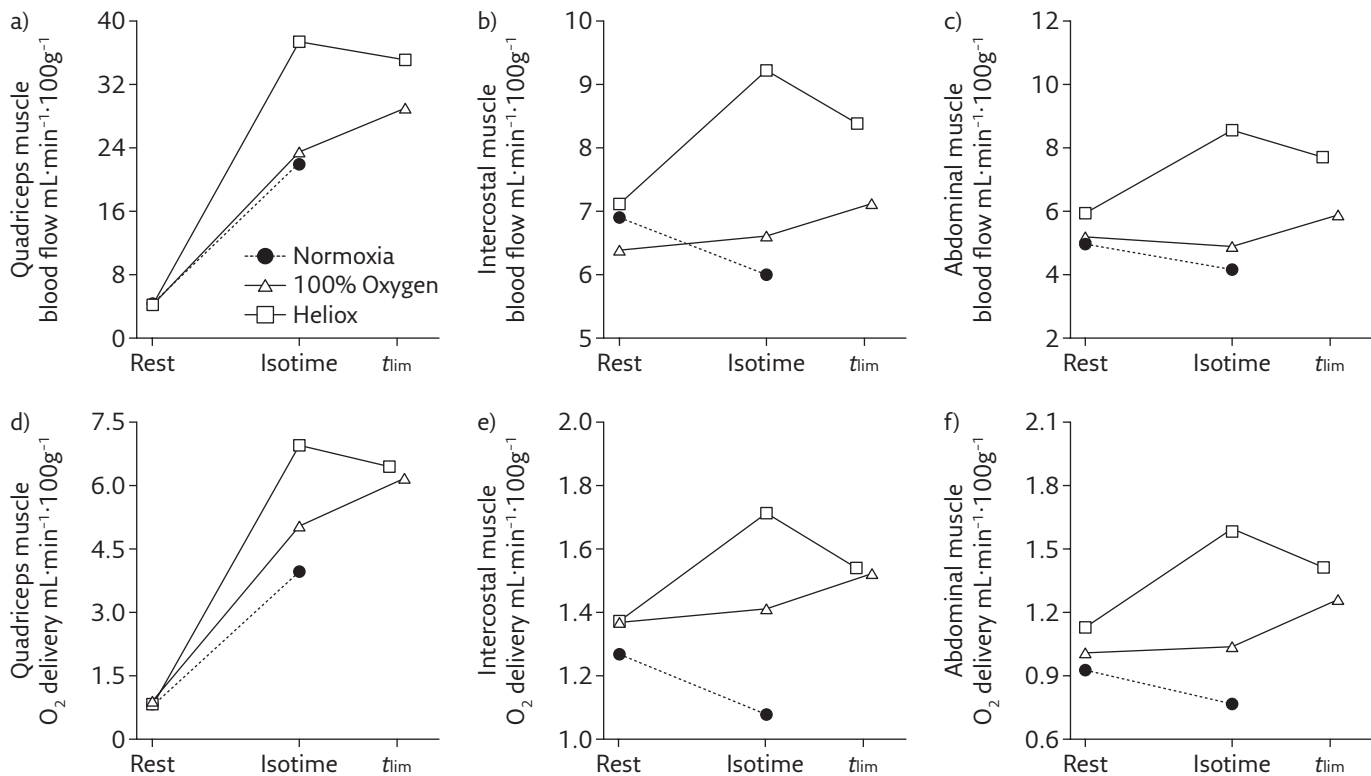 a)
Quadriceps muscle
blood flow mL·min⁻¹·100g⁻¹
40
32
24
16
8
0
Normoxia
100% Oxygen
Heliox
Rest
Isotime
tlim
b)
Intercostal muscle
blood flow mL·min⁻¹·100g⁻¹
10
9
8
7
6
5
Rest
Isotime
tlim
c)
Abdominal muscle
blood flow mL·min⁻¹·100g⁻¹
12
10
8
6
4
2
Rest
Isotime
tlim
d)
Quadriceps muscle
O₂ delivery mL·min⁻¹·100g⁻¹
7.5
6.0
4.5
3.0
1.5
0
Rest
Isotime
tlim
e)
Intercostal muscle
O₂ delivery mL·min⁻¹·100g⁻¹
2.0
1.8
1.6
1.4
1.2
1.0
Rest
Isotime
tlim
f)
Abdominal muscle
O₂ delivery mL·min⁻¹·100g⁻¹
2.1
1.8
1.5
1.2
0.9
0.6
Rest
Isotime
tlim